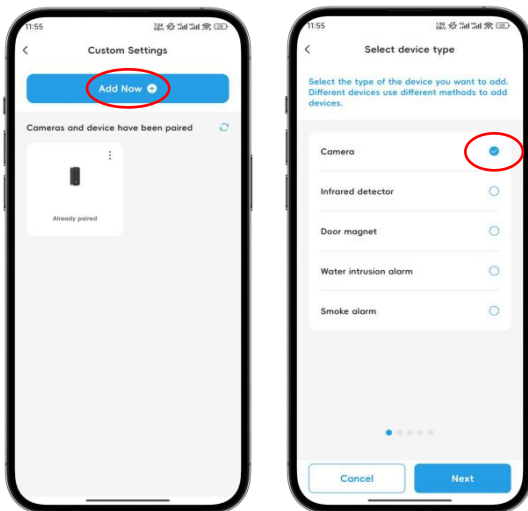 11:55
Custom Settings
Add Now
Cameras and device have been paired
Already paired
11:55
Select device type
Select the type of the device you want to add.
Different devices use different methods to add
devices.
Camera
Infrared detector
Door magnet
Water intrusion alarm
Smoke alarm
Cancel
Next